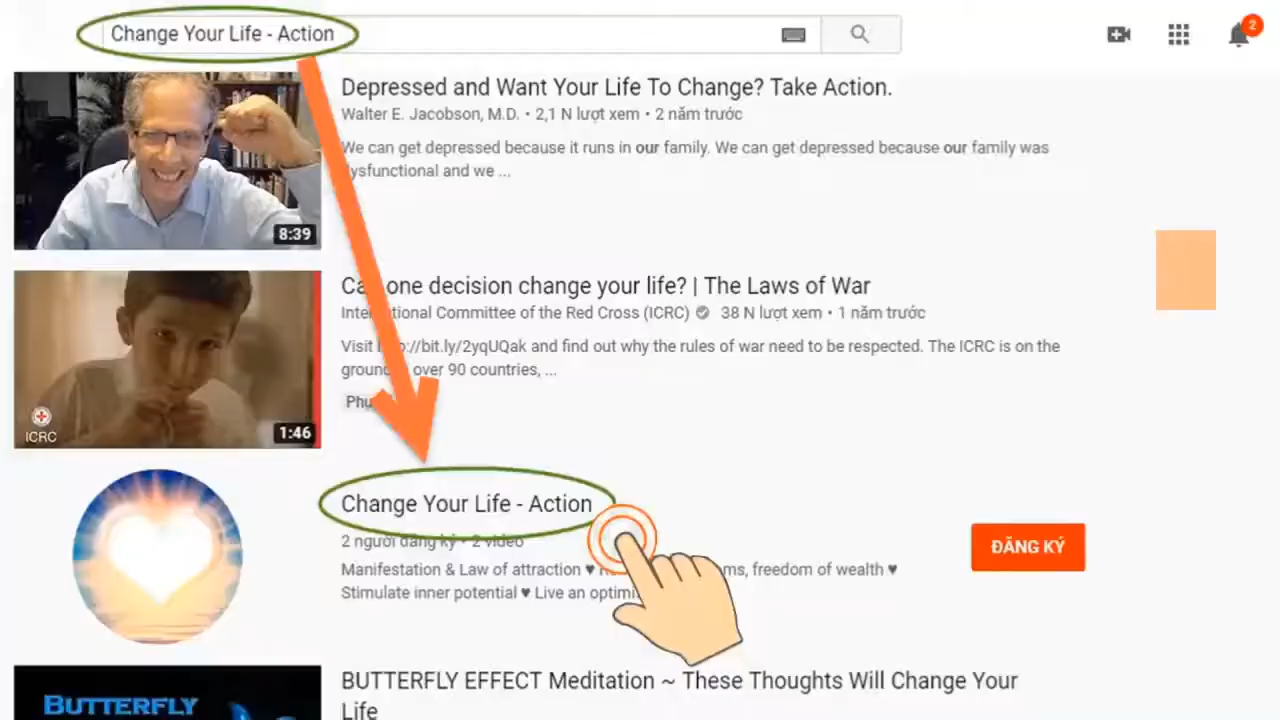 Change Your Life - Action
2
Depressed and Want Your Life To Change? Take Action.
Walter E. Jacobson, M.D. • 2,1 N lượt xem • 2 năm trước
We can get depressed because it runs in our family. We can get depressed because our family was
dysfunctional and we ...
8:39
one decision change your life? | The Laws of War
International Committee of the Red Cross (ICRC) 38 N lượt xem • 1 năm trước
Visit http://bit.ly/2yqUQak and find out why the rules of war need to be respected. The ICRC is on the
ground over 90 countries, ...
ICRC
1:46
Change Your Life - Action
2 người đăng ký • 2 video
ĐĂNG KÝ
Manifestation & Law of attraction ♥ freedom of wealth ♥
Stimulate inner potential ♥ Live an
BUTTERFLY
BUTTERFLY EFFECT Meditation ~ These Thoughts Will Change Your
Life